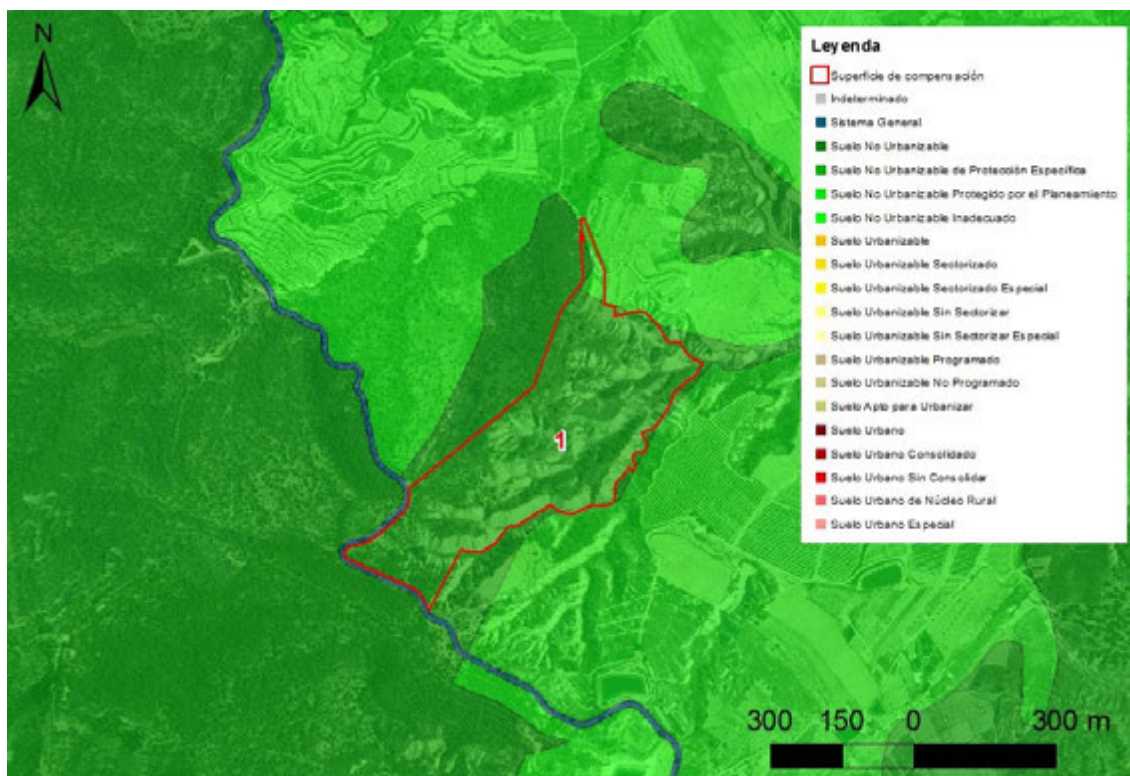 N
Leyenda
Superficie de compensación
Indeterminado
Sistema General
Suelo No Urbanizable
Suelo No Urbanizable de Protección Específica
Suelo No Urbanizable Protegido por el Planeamiento
Suelo No Urbanizable Inadecuado
Suelo Urbanizable
Suelo Urbanizable Sectorizado
Suelo Urbanizable Sectorizado Especial
Suelo Urbanizable Sin Sectorizar
Suelo Urbanizable Sin Sectorizar Especial
Suelo Urbanizable Programado
Suelo Urbanizable No Programado
Suelo Apto para Urbanizar
Suelo Urbano
Suelo Urbano Consolidado
Suelo Urbano Sin Consolidar
Suelo Urbano de Núcleo Rural
Suelo Urbano Especial
1
300 150 0 300 m